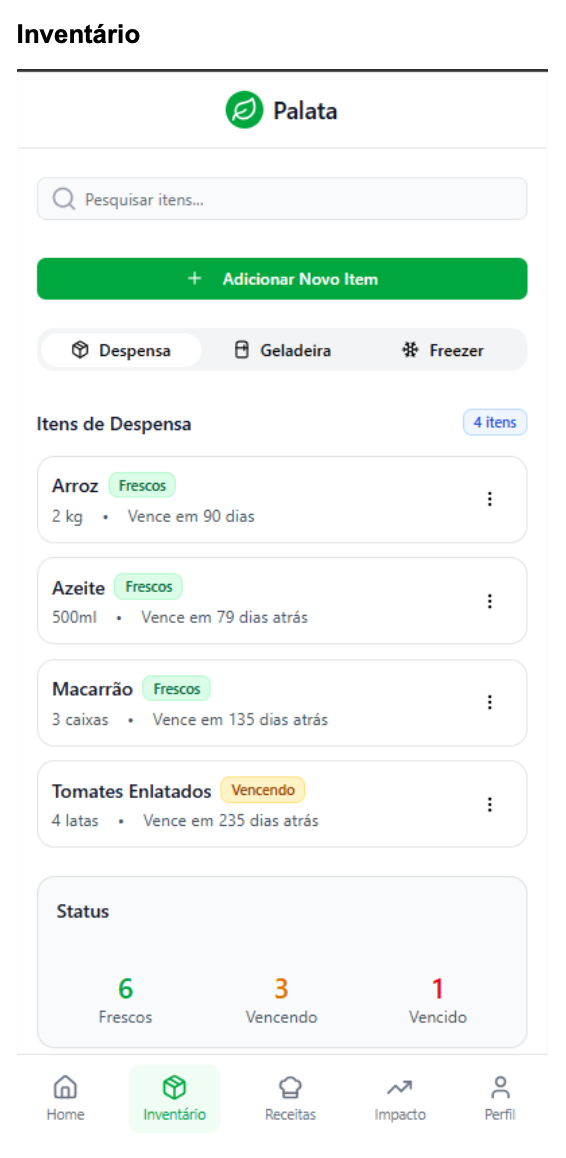 Inventário
Palata
Pesquisar itens...
+ Adicionar Novo Item
Despensa Geladeira Freezer
Itens de Despensa 4 itens
Arroz Frescos
2 kg • Vence em 90 dias
Azeite Frescos
500ml • Vence em 79 dias atrás
Macarrão Frescos
3 caixas • Vence em 135 dias atrás
Tomates Enlatados Vencendo
4 latas • Vence em 235 dias atrás
Status
6 3 1
Frescos Vencendo Vencido
Home Inventário Receitas Impacto Perfil